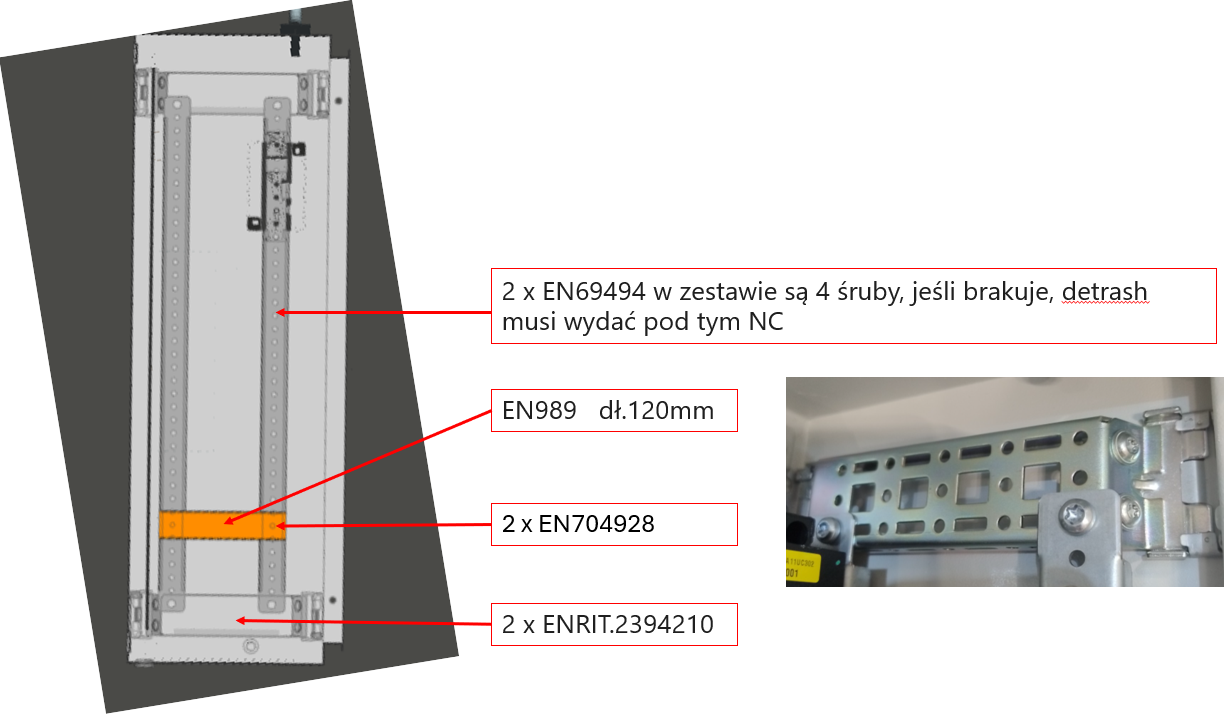 2 x EN69494 w zestawie są 4 śruby, jeśli brakuje, detrash
musi wydać pod tym NC
EN989 dł.120mm
2 x EN704928
2 x ENRIT.2394210
001